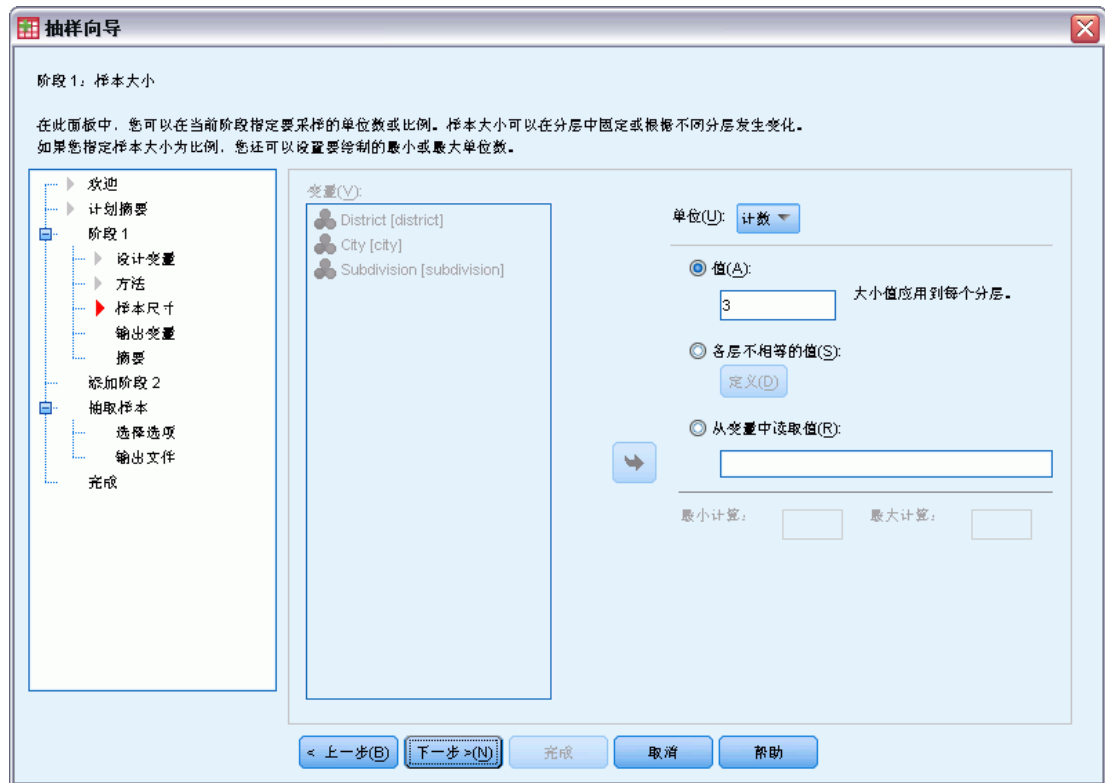 抽样向导
阶段 1：样本大小
在此面板中，您可以在当前阶段指定要采样的单位数或比例。样本大小可以在分层中固定或根据不同分层发生变化。
如果您指定样本大小为比例，您还可以设置要绘制的最小或最大单位数。
欢迎
计划摘要
阶段 1
设计变量
方法
样本尺寸
输出变量
摘要
添加阶段 2
抽取样本
选择选项
输出文件
完成
变量(V):
District [district]
City [city]
Subdivision [subdivision]
单位(U): 计数
值(A):
3
大小值应用到每个分层。
各层不相等的值(S):
定义(D)
从变量中读取值(R):
最小计算： 最大计算：
< 上一步(B) 下一步 >(N) 完成 取消 帮助